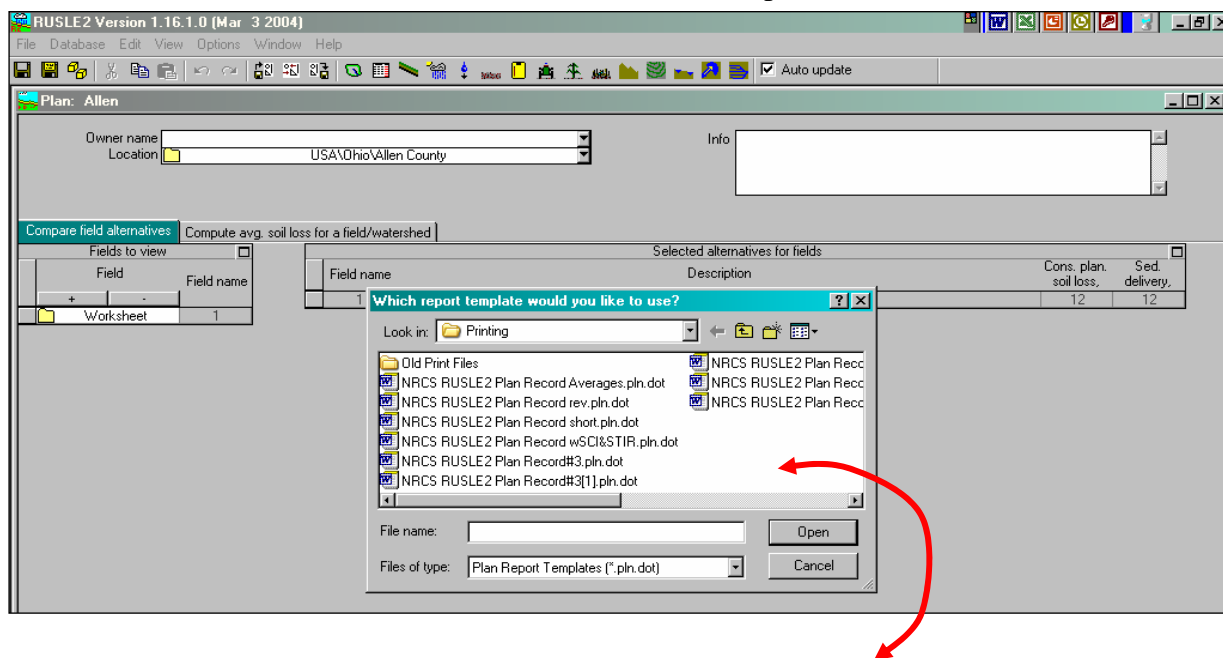 RUSLE2 Version 1.16.1.0 (Mar 3 2004)
File Database Edit View Options Window Help
Auto update
Plan: Allen
Owner name
Info
Location USA\Ohio\Allen County
Compare field alternatives Compute avg. soil loss for a field/watershed
Fields to view
Selected alternatives for fields
Field Field name
Field name Description Cons. plan. soil loss, Sed. delivery,
+ -
Worksheet 1
1 12 12
Which report template would you like to use?
Look in: Printing
Old Print Files
NRCS RUSLE2 Plan Record Averages.pln.dot
NRCS RUSLE2 Plan Record rev.pln.dot
NRCS RUSLE2 Plan Record short.pln.dot
NRCS RUSLE2 Plan Record wSCI&STIR.pln.dot
NRCS RUSLE2 Plan Record#3.pln.dot
NRCS RUSLE2 Plan Record#3[1].pln.dot
NRCS RUSLE2 Plan Recc
NRCS RUSLE2 Plan Recc
NRCS RUSLE2 Plan Recc
File name:
Open
Files of type: Plan Report Templates (*.pln.dot)
Cancel